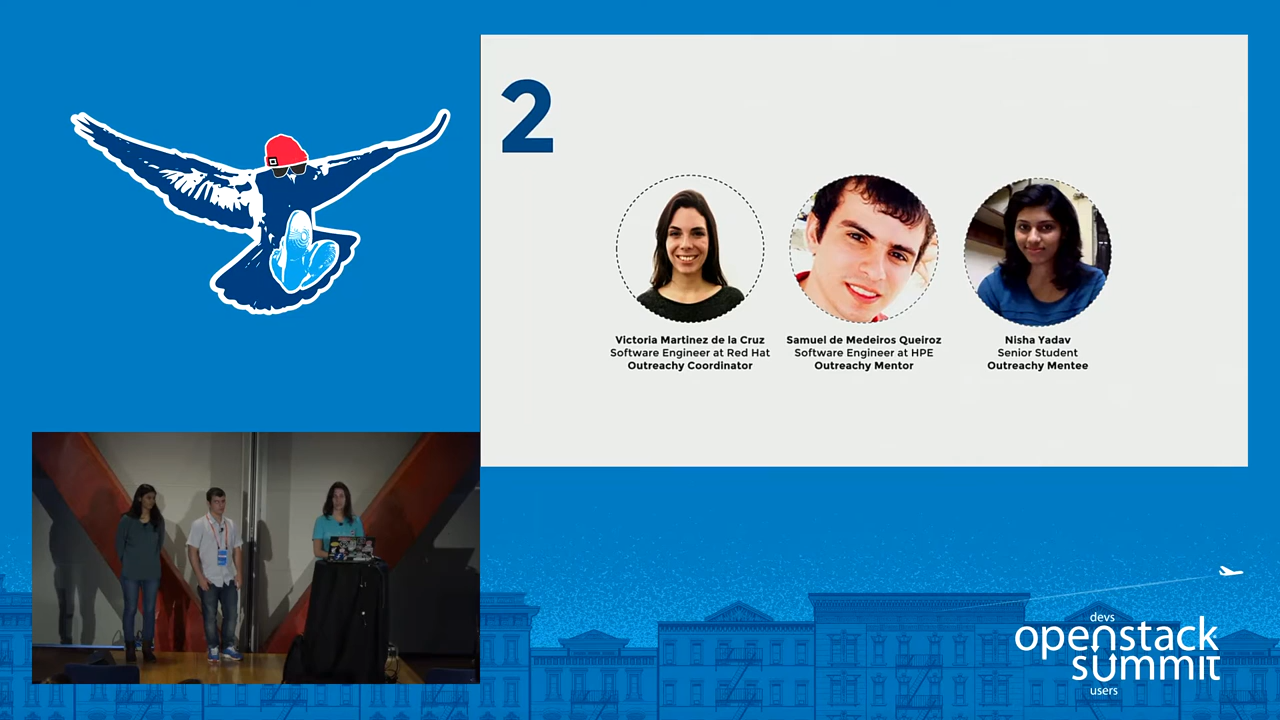 2
Victoria Martinez de la Cruz
Software Engineer at Red Hat
Outreachy Coordinator
Samuel de Medeiros Queiroz
Software Engineer at HPE
Outreachy Mentor
Nisha Yadav
Senior Student
Outreachy Mentee
devs
openstack
summit
users